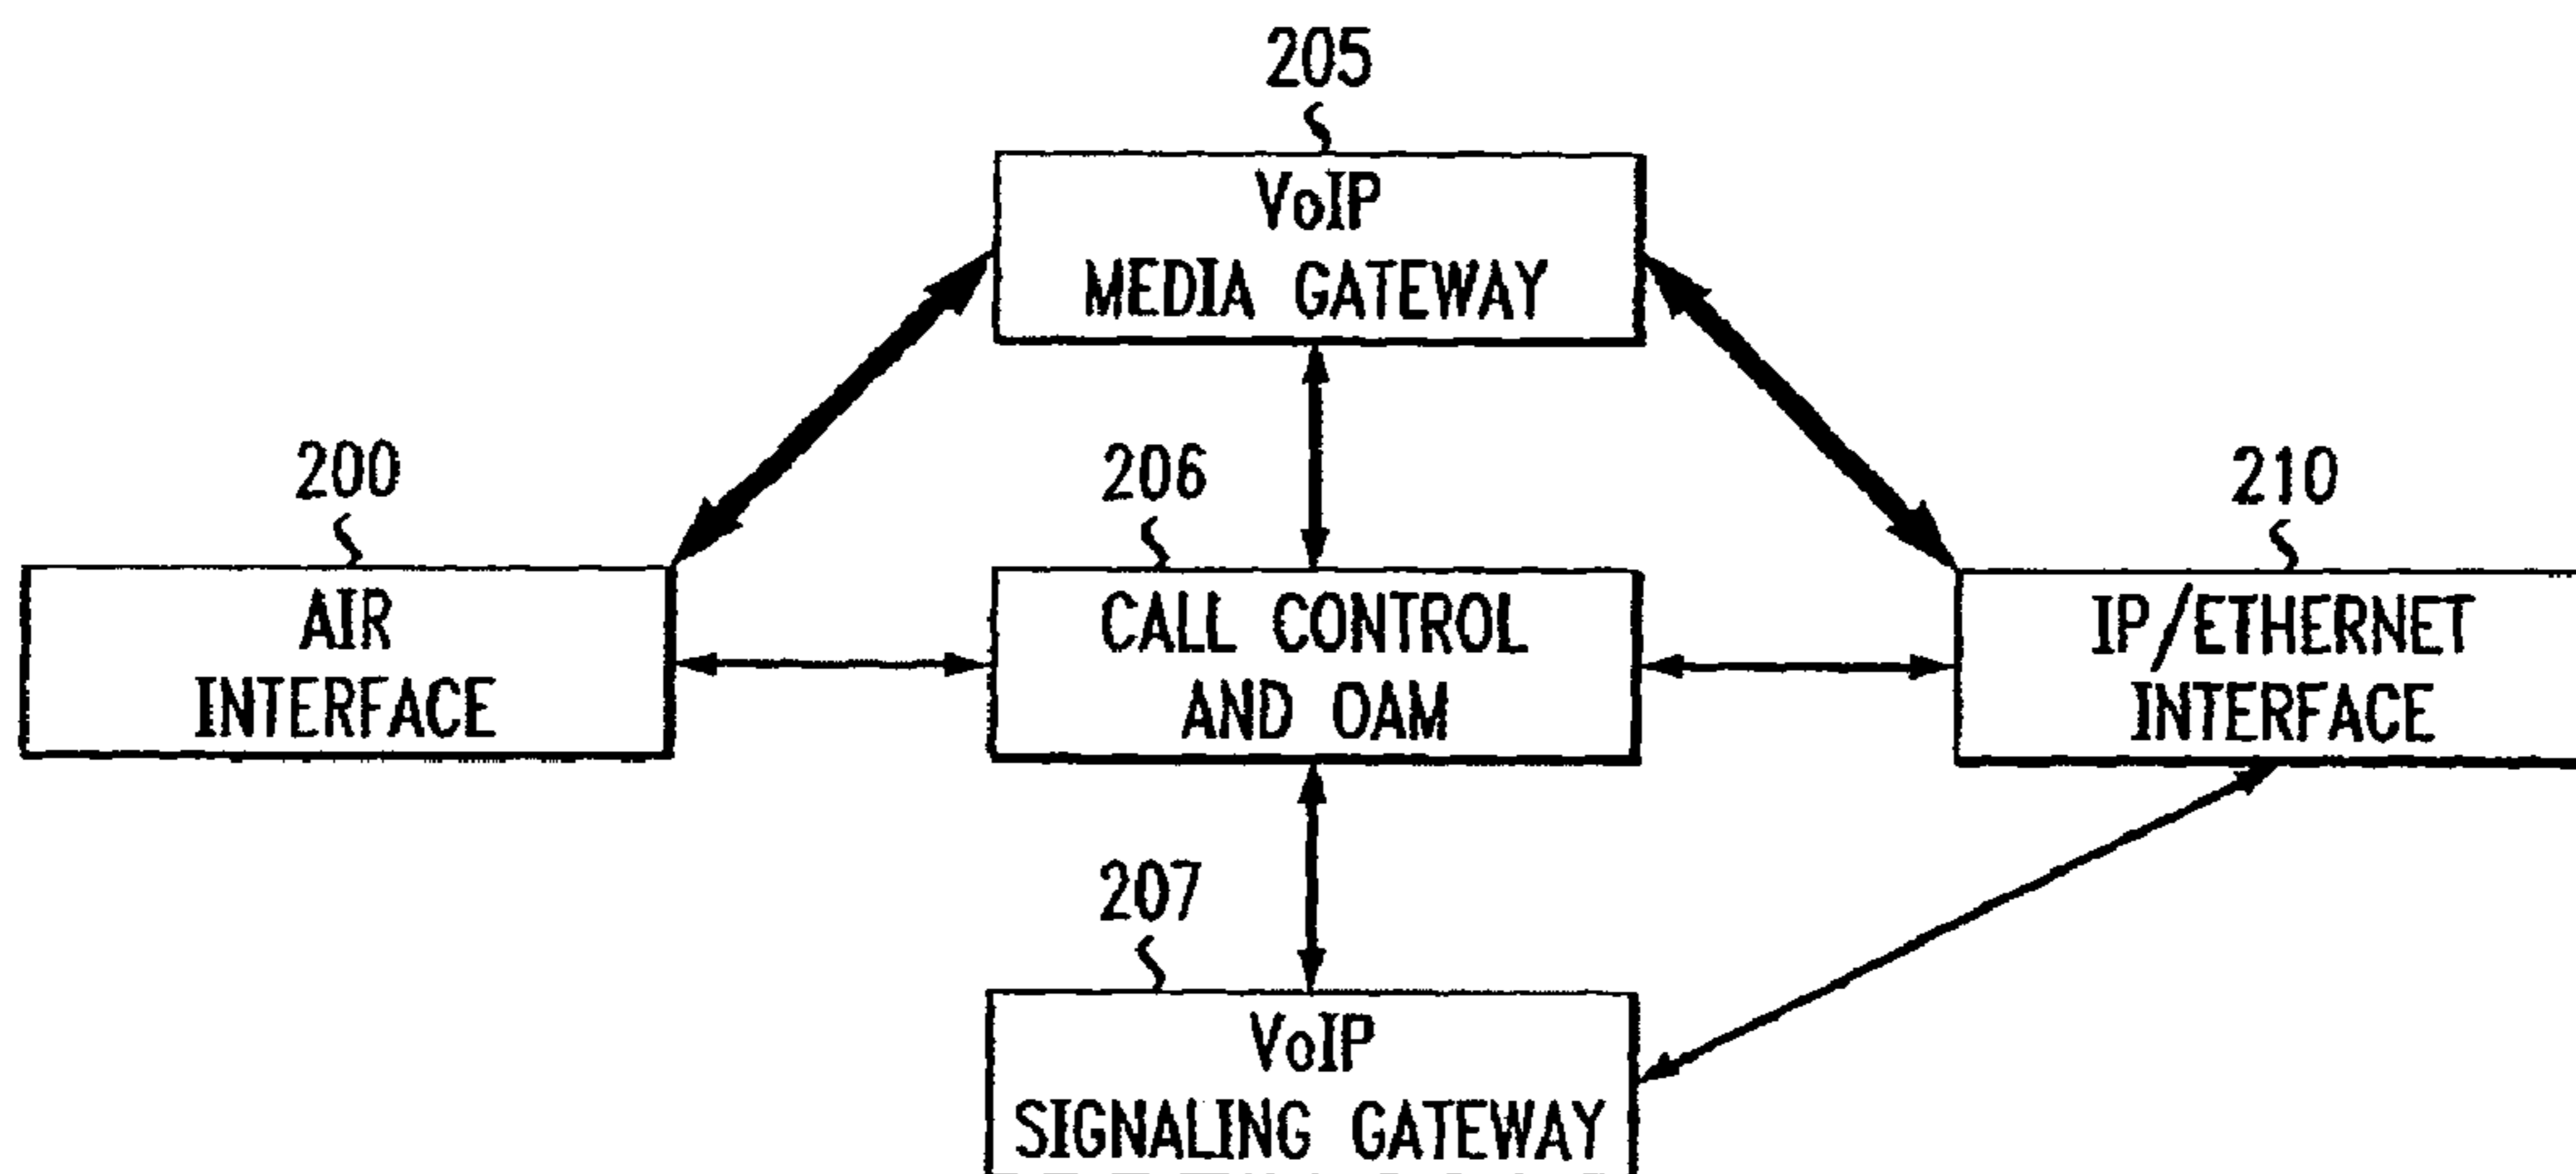 205
VoIP
MEDIA GATEWAY
200
AIR
INTERFACE
206
CALL CONTROL
AND OAM
210
IP/ETHERNET
INTERFACE
207
VoIP
SIGNALING GATEWAY